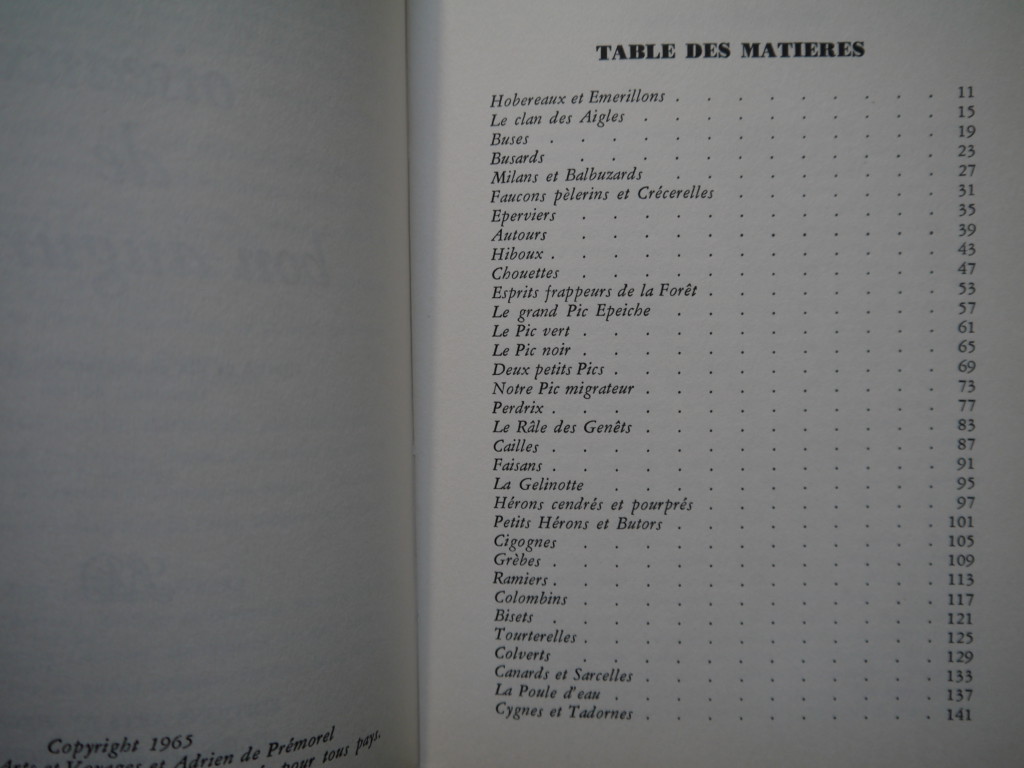 Copyright 1965
Arts et Voyages et Adrien de Prémorel
pour tous pays.
TABLE DES MATIERES
Hobereaux et Emerillons . . . . . . . . . 11
Le clan des Aigles . . . . . . . . . . 15
Buses . . . . . . . . . . . . . 19
Busards . . . . . . . . . . . . 23
Milans et Balbuzards . . . . . . . . . 27
Faucons pèlerins et Crécerelles . . . . . . . 31
Eperviers . . . . . . . . . . . . 35
Autours . . . . . . . . . . . . 39
Hiboux . . . . . . . . . . . . . 43
Chouettes . . . . . . . . . . . . 47
Esprits frappeurs de la Forêt . . . . . . . . 53
Le grand Pic Epeiche . . . . . . . . . 57
Le Pic vert . . . . . . . . . . . . 61
Le Pic noir . . . . . . . . . . . . 65
Deux petits Pics . . . . . . . . . . . 69
Notre Pic migrateur . . . . . . . . . . 73
Perdrix . . . . . . . . . . . . . 77
Le Râle des Genêts . . . . . . . . . . 83
Cailles . . . . . . . . . . . . . 87
Faisans . . . . . . . . . . . . . 91
La Gelinotte . . . . . . . . . . . 95
Hérons cendrés et pourprés . . . . . . . . 97
Petits Hérons et Butors . . . . . . . . . 101
Cigognes . . . . . . . . . . . . 105
Grèbes . . . . . . . . . . . . . 109
Ramiers . . . . . . . . . . . . . 113
Colombins . . . . . . . . . . . . 117
Bisets . . . . . . . . . . . . . 121
Tourterelles . . . . . . . . . . . . 125
Colverts . . . . . . . . . . . . 129
Canards et Sarcelles . . . . . . . . . . 133
La Poule d'eau . . . . . . . . . . . 137
Cygnes et Tadornes . . . . . . . . . . 141